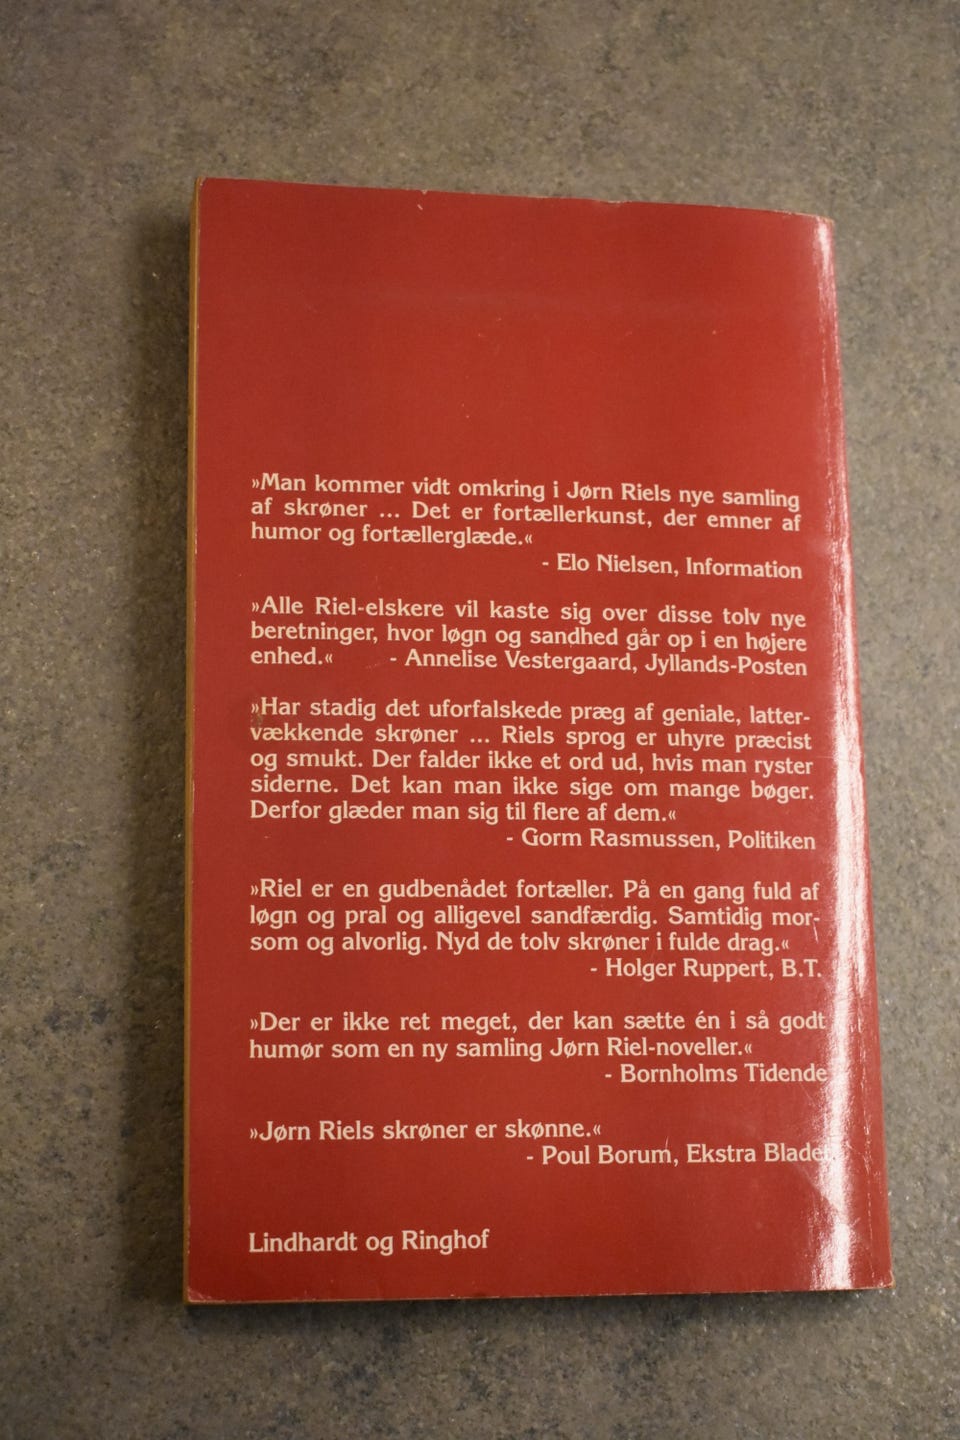 »Man kommer vidt omkring i Jørn Riels nye samling
af skrøner ... Det er fortællerkunst, der emner af
humor og fortællerglæde.«
- Elo Nielsen, Information
»Alle Riel-elskere vil kaste sig over disse tolv nye
beretninger, hvor løgn og sandhed går op i en højere
enhed.« - Annelise Vestergaard, Jyllands-Posten
»Har stadig det uforfalskede præg af geniale, latter-
vækkende skrøner ... Riels sprog er uhyre præcist
og smukt. Der falder ikke et ord ud, hvis man ryster
siderne. Det kan man ikke sige om mange bøger.
Derfor glæder man sig til flere af dem.«
- Gorm Rasmussen, Politiken
»Riel er en gudbenådet fortæller. På en gang fuld af
løgn og pral og alligevel sandfærdig. Samtidig mor-
som og alvorlig. Nyd de tolv skrøner i fulde drag.«
- Holger Ruppert, B.T.
»Der er ikke ret meget, der kan sætte én i så godt
humør som en ny samling Jørn Riel-noveller.«
- Bornholms Tidende
»Jørn Riels skrøner er skønne.«
- Poul Borum, Ekstra Bladet
Lindhardt og Ringhof